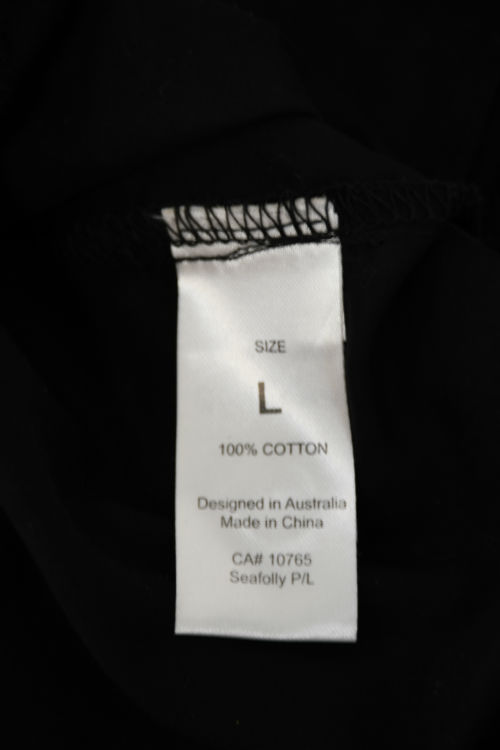 SIZE
L
100% COTTON
Designed in Australia
Made in China
CA# 10765
Seafolly P/L